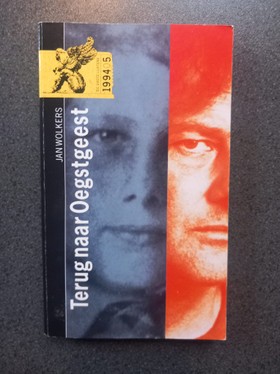 1994 5
JAN WOLKERS
Terug naar Oegstgeest